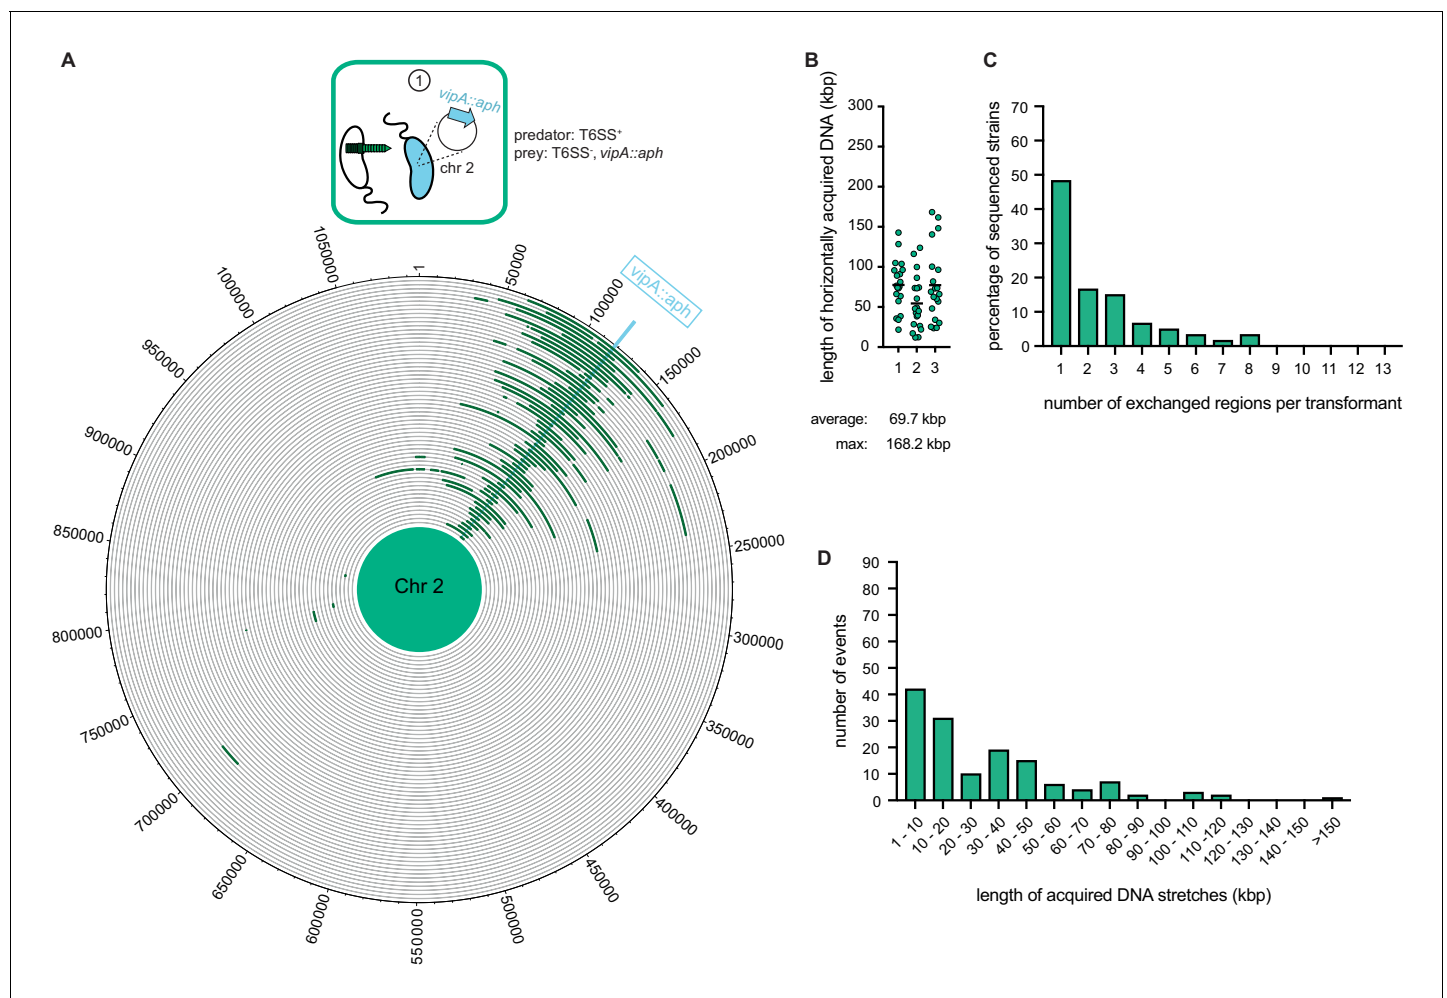 A
1
vipA::aph
chr 2
predator: T6SS⁺
prey: T6SS⁻, vipA::aph
1
50000
100000
vipA::aph
150000
200000
250000
300000
350000
400000
450000
500000
550000
600000
650000
700000
750000
800000
850000
900000
950000
1000000
1050000
Chr 2
B
length of horizontally acquired DNA (kbp)
300
250
200
150
100
50
0
1 2 3
average: 69.7 kbp
max: 168.2 kbp
C
percentage of sequenced strains
70
60
50
40
30
20
10
0
1 2 3 4 5 6 7 8 9 10 11 12 13
number of exchanged regions per transformant
D
number of events
90
80
70
60
50
40
30
20
10
0
1 - 10
10 - 20
20 - 30
30 - 40
40 - 50
50 - 60
60 - 70
70 - 80
80 - 90
90 - 100
100 - 110
110 -120
120 - 130
130 - 140
140 - 150
>150
length of acquired DNA stretches (kbp)